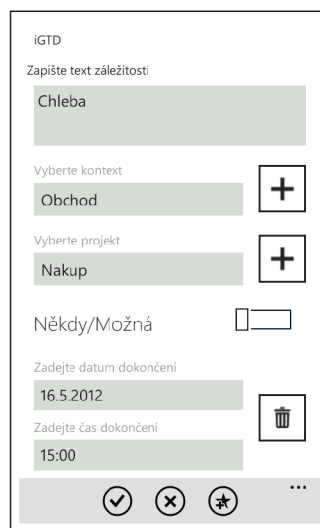 iGTD
Zapište text záležitosti
Chleba
Vyberte kontext
Obchod
Vyberte projekt
Nakup
Někdy/Možná
Zadejte datum dokončení
16.5.2012
Zadejte čas dokončení
15:00